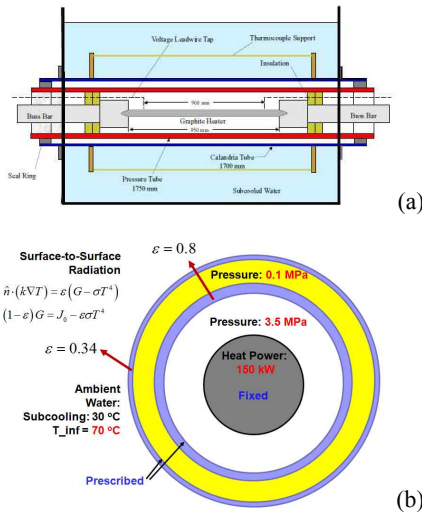 Voltage Leadwire Tap
Thermocouple Support
Insulation
900 mm
Buss Bar
Graphite Heater
Buss Bar
950 mm
Calandria Tube
1700 mm
Seal Ring
Pressure Tube
1750 mm
Subcooled Water
(a)
Surface-to-Surface
Radiation
n̂·(k∇T) = ε(G − σT⁴)
(1−ε)G = J₀ − εσT⁴
ε = 0.8
ε = 0.34
Pressure: 0.1 MPa
Pressure: 3.5 MPa
Heat Power:
150 kW
Fixed
Ambient
Water:
Subcooling: 30 °C
T_inf = 70 °C
Prescribed
(b)